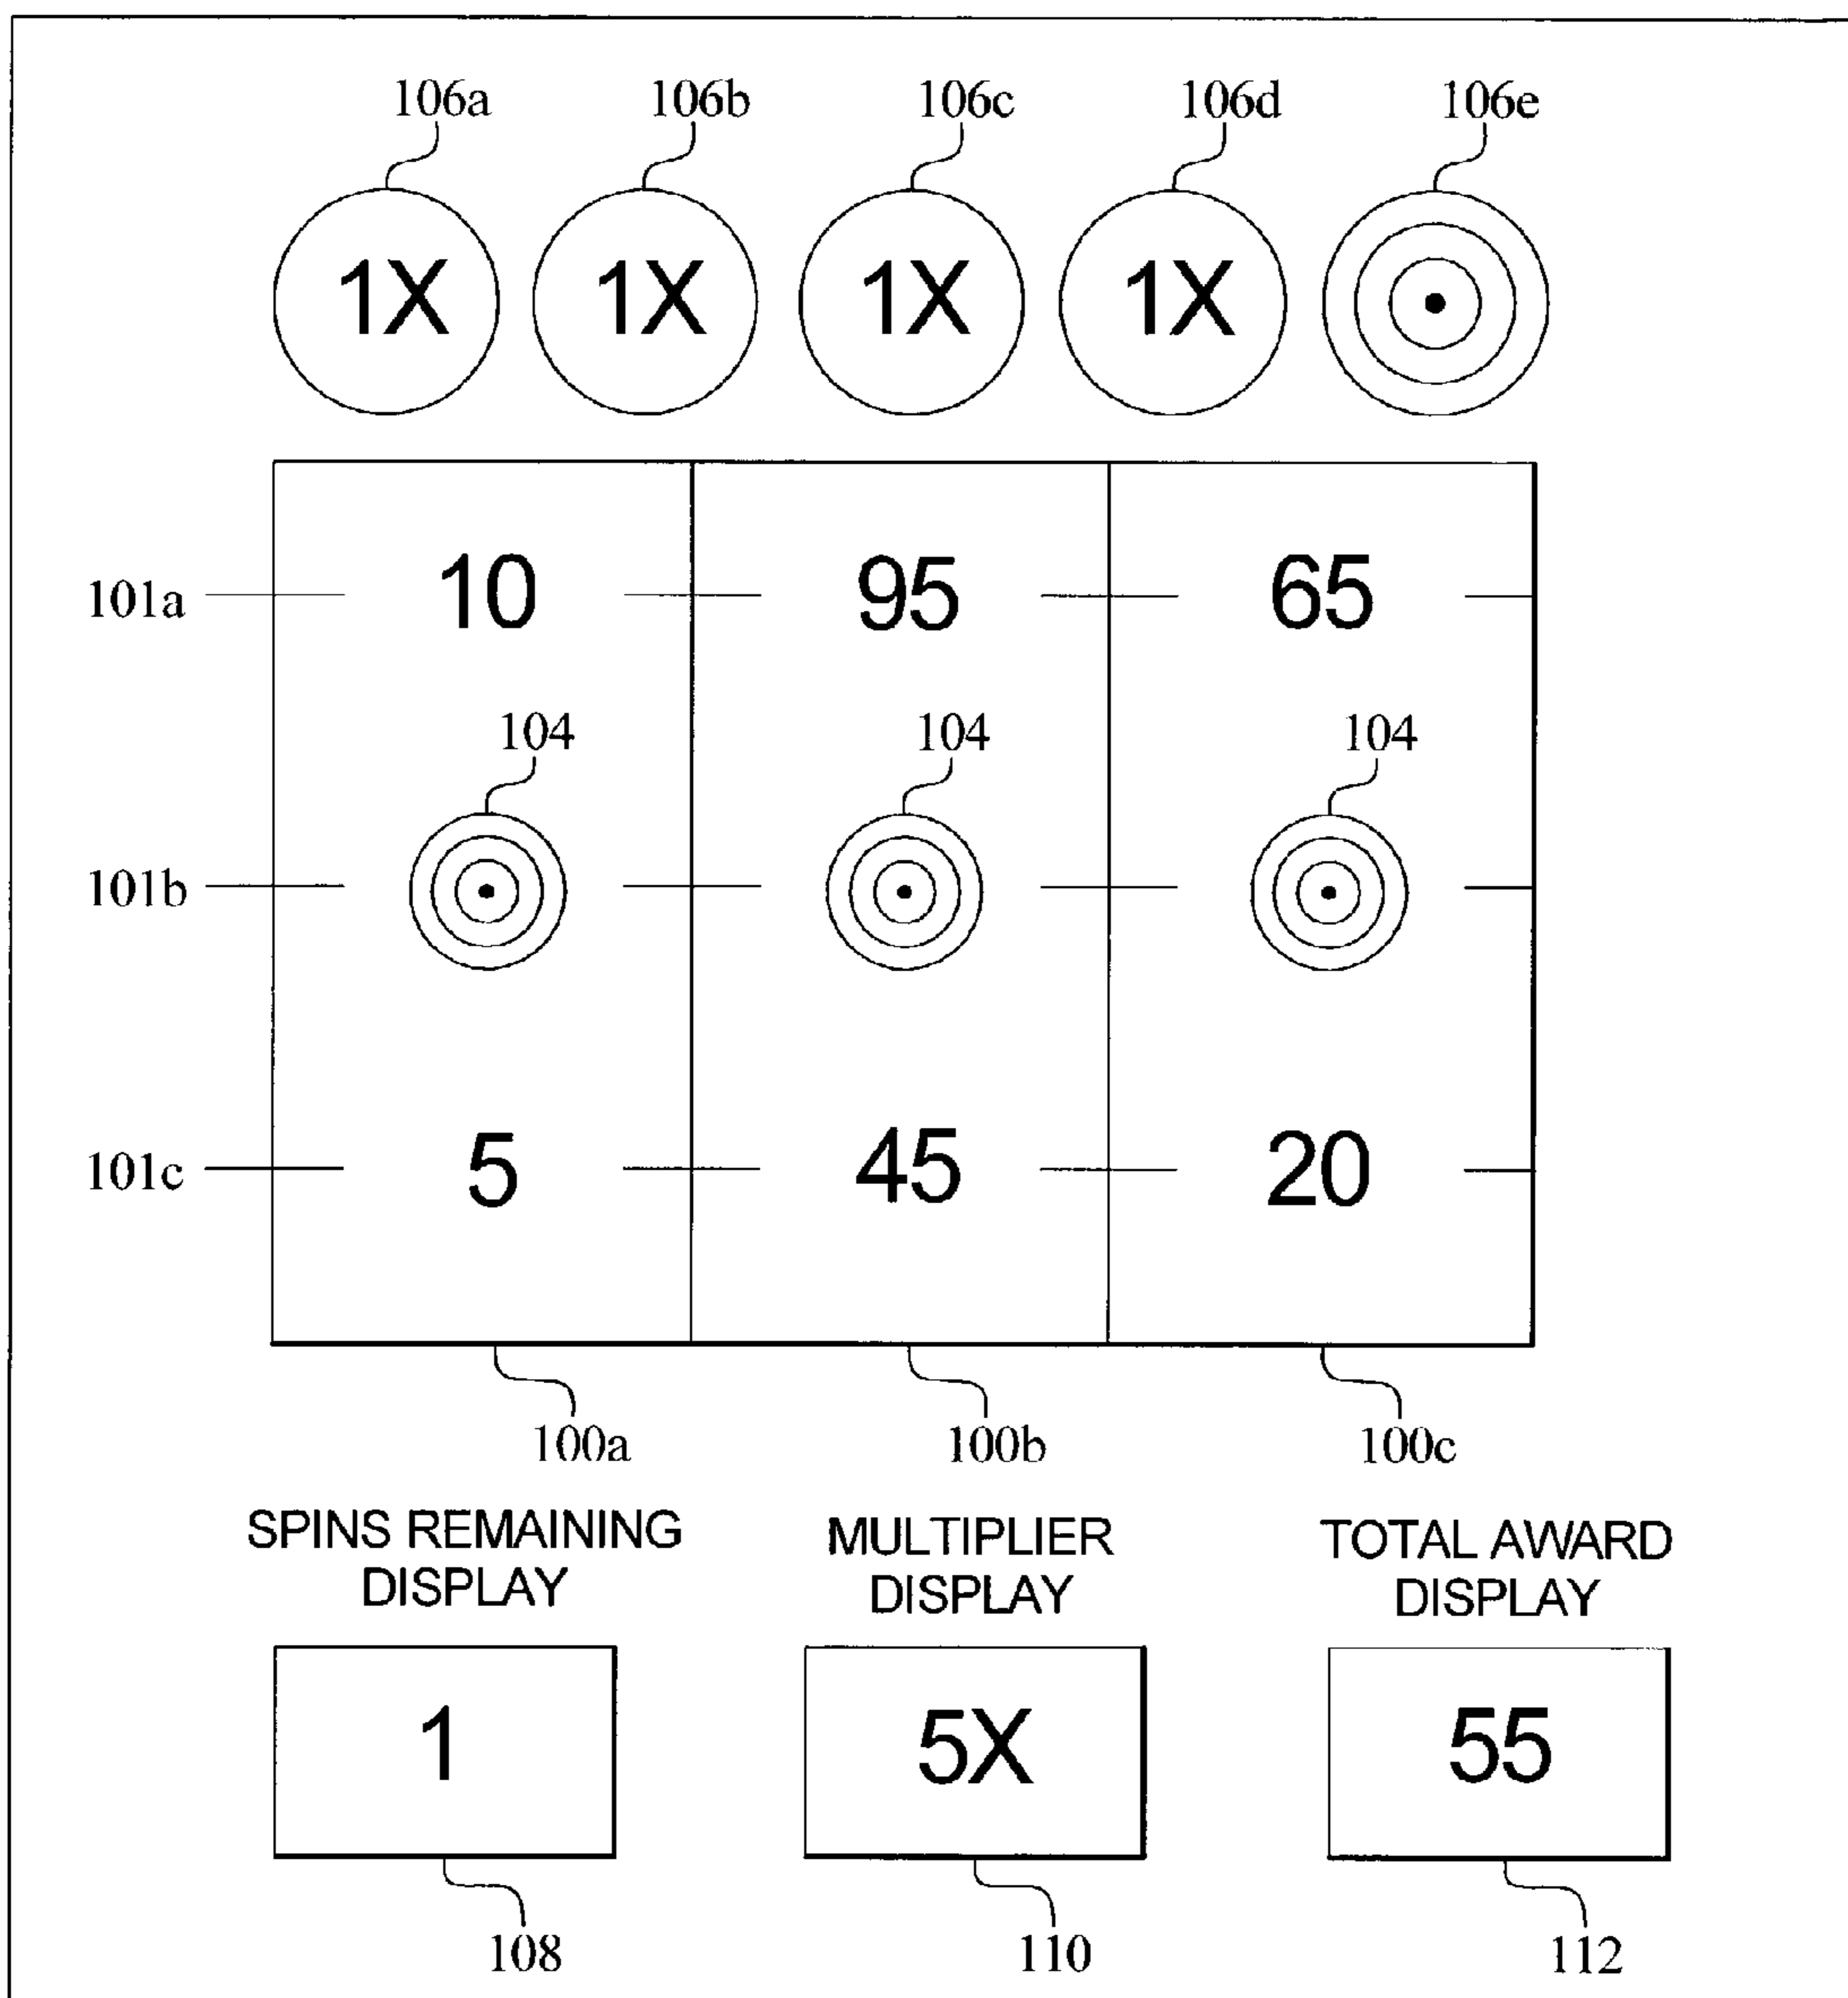 106a 106b 106c 106d 106e
1X 1X 1X 1X
101a 10 95 65
104 104 104
101b
101c 5 45 20
100a 100b 100c
SPINS REMAINING DISPLAY
MULTIPLIER DISPLAY
TOTAL AWARD DISPLAY
1 5X 55
108 110 112